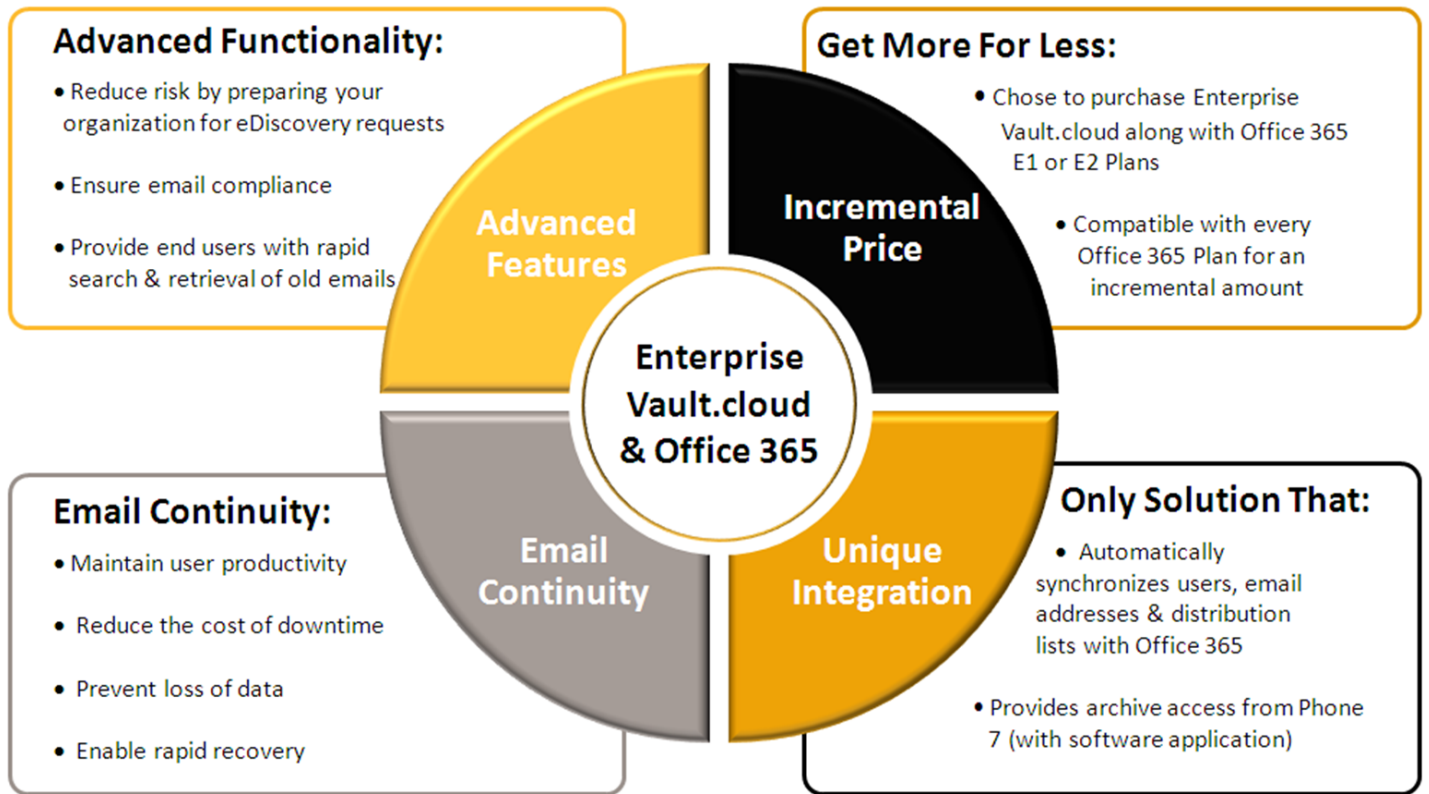 Advanced Functionality:
• Reduce risk by preparing your
organization for eDiscovery requests
• Ensure email compliance
• Provide end users with rapid
search & retrieval of old emails
Get More For Less:
• Chose to purchase Enterprise
Vault.cloud along with Office 365
E1 or E2 Plans
• Compatible with every
Office 365 Plan for an
incremental amount
Advanced
Features
Incremental
Price
Enterprise
Vault.cloud
& Office 365
Email
Continuity
Unique
Integration
Email Continuity:
• Maintain user productivity
• Reduce the cost of downtime
• Prevent loss of data
• Enable rapid recovery
Only Solution That:
• Automatically
synchronizes users, email
addresses & distribution
lists with Office 365
• Provides archive access from Phone
7 (with software application)